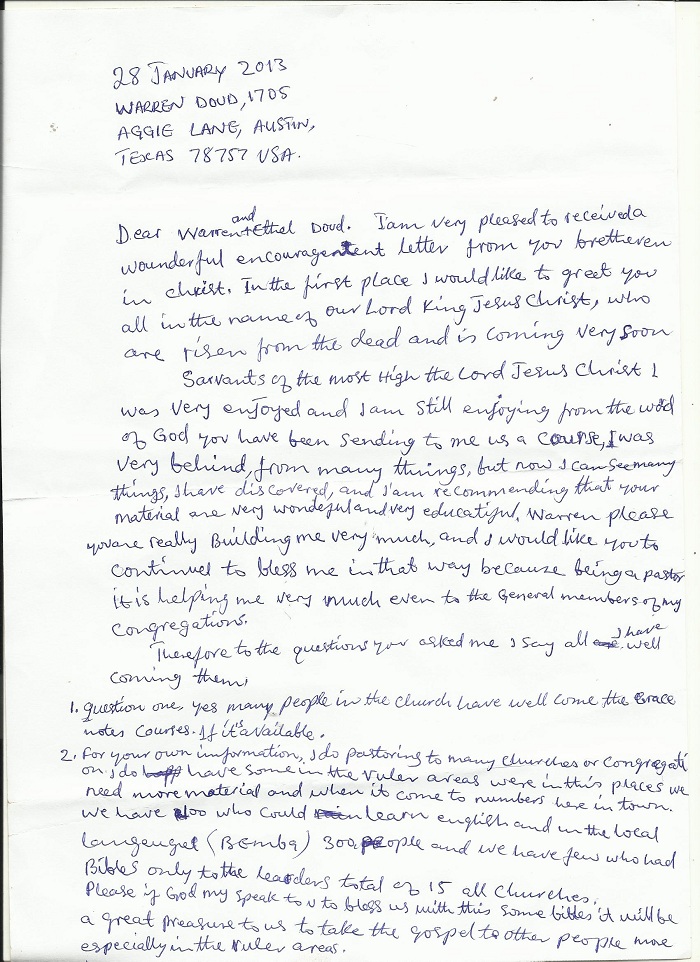 28 JANUARY 2013
WARREN DOUD, 1705
AGGIE LANE, AUSTIN,
TEXAS 78757 USA.
and
Dear Warren + Ethel Doud. I am very pleased to received a
wounderful encouragentent letter from you bretheren
in christ. In the first place I would like to greet you
all in the name of our Lord King Jesus Christ, who
are risen from the dead and is coming very soon
Sarvants of the most High the Lord Jesus Christ I
was very enjoyed and I am still enjoying from the word
of God you have been sending to me us a course, I was
very behind, from many things, but now I can see many
things, I have discovered, and I am recommending that your
material are very wonderful and very educatiful. Warren please
you are really Building me very much, and I would like you to
continuel to bless me in that way because being a pastor
it is helping me very much even to the General members of my
congregations.
Therefore to the questions you asked me I say all I have well
coming them,
1. question one, yes many people in the church have well come the Grace
notes courses. If it's available.
2. For your own imformation, I do pastoring to many churches or congregati
on, I do have some in the ruler areas were in this places we
need more material and when it come to numbers here in town.
we have 400 who could learn english and in the local
langeuget (BEMBA) 300 people and we have few who had
Bibles only to the leaders total of 15 all churches.
Please if God my speak to u to bless us with this some bibles it will be
a great preasure to us to take the gospel to other people more
especially in the ruler areas.